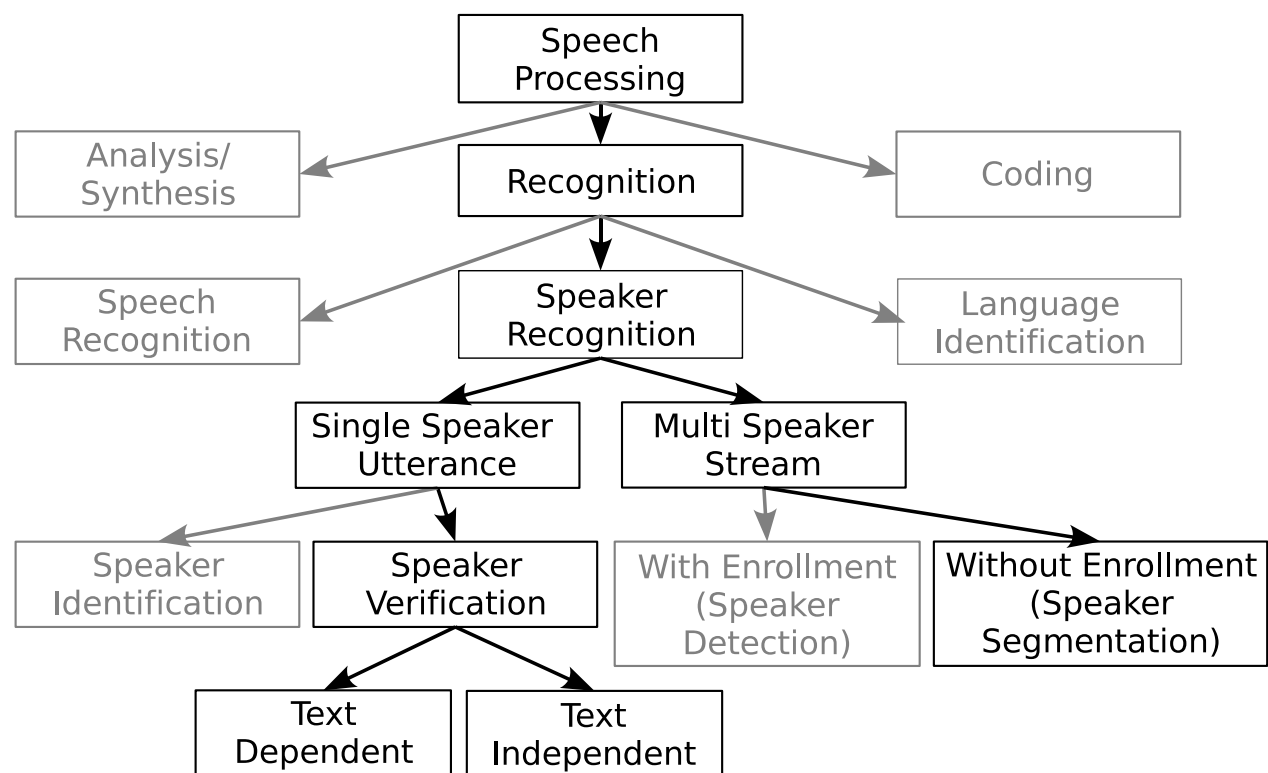 Speech
Processing
Analysis/
Synthesis
Recognition
Coding
Speech
Recognition
Speaker
Recognition
Language
Identification
Single Speaker
Utterance
Multi Speaker
Stream
Speaker
Identification
Speaker
Verification
With Enrollment
(Speaker
Detection)
Without Enrollment
(Speaker
Segmentation)
Text
Dependent
Text
Independent